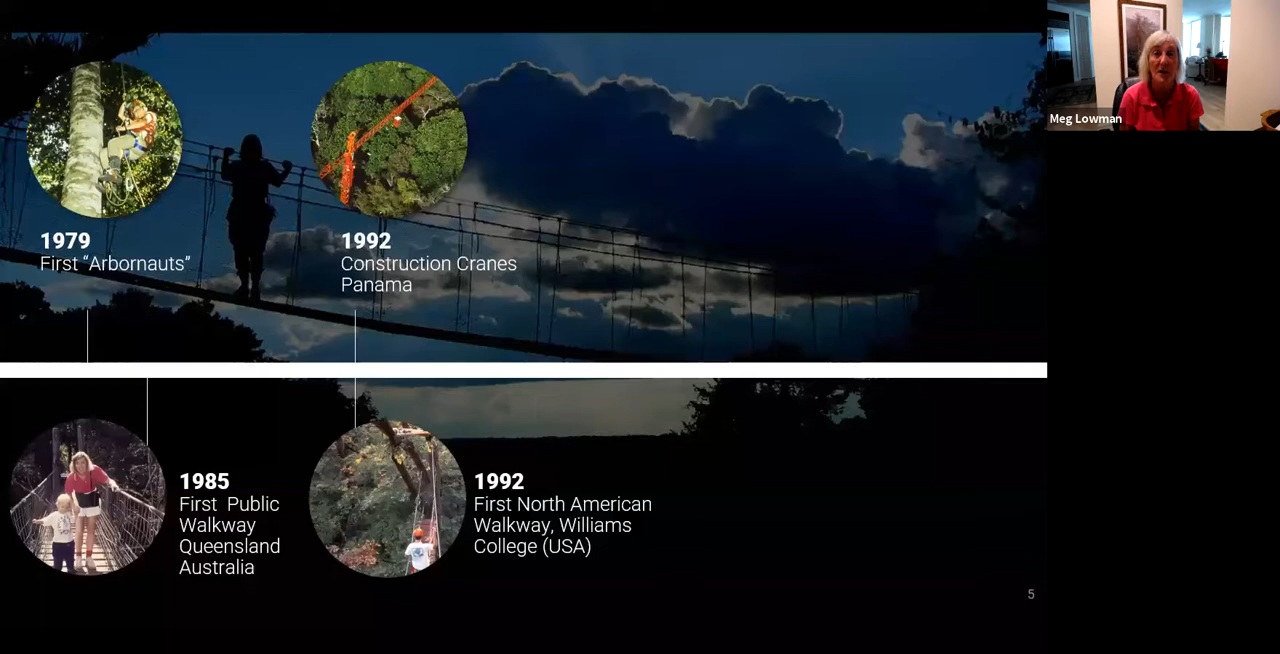 Meg Lowman
1979
First “Arbornauts”
1992
Construction Cranes
Panama
1985
First Public
Walkway
Queensland
Australia
1992
First North American
Walkway, Williams
College (USA)
5